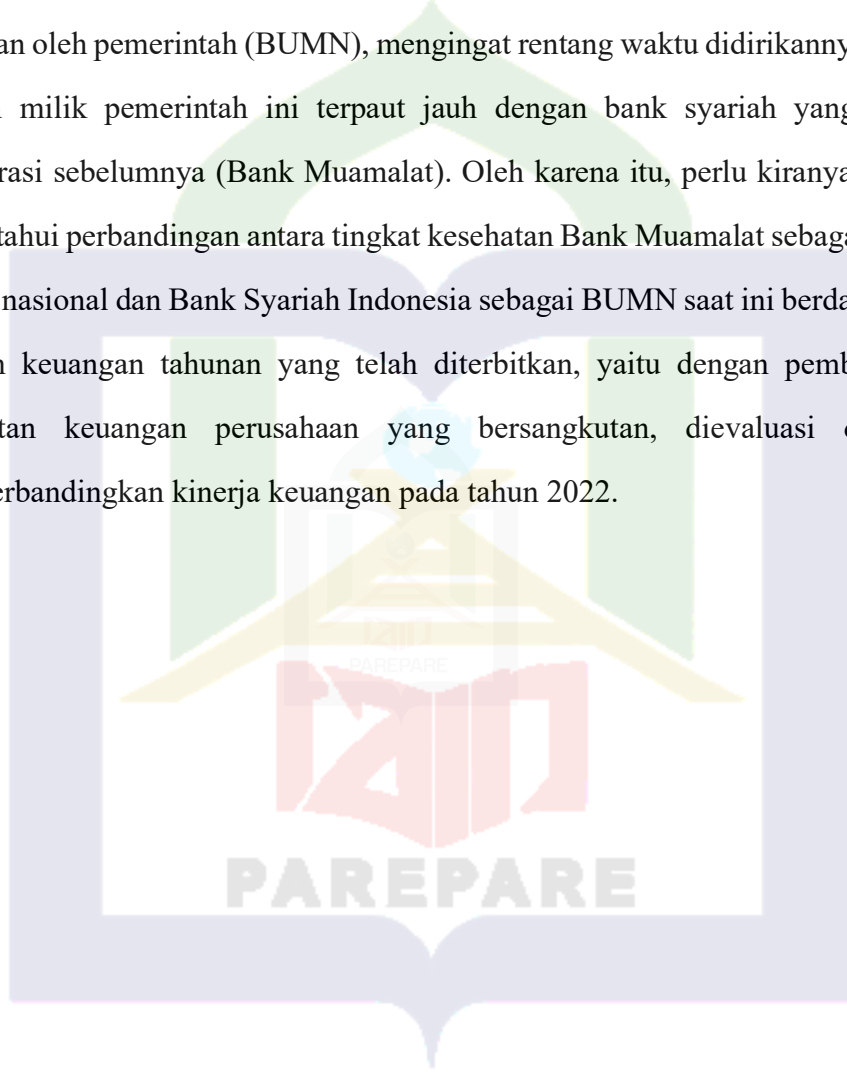 an oleh pemerintah (BUMN), mengingat rentang waktu didirikanny
milik pemerintah ini terpaut jauh dengan bank syariah yang
rasi sebelumnya (Bank Muamalat). Oleh karena itu, perlu kiranya
tahui perbandingan antara tingkat kesehatan Bank Muamalat sebaga
nasional dan Bank Syariah Indonesia sebagai BUMN saat ini berda
keuangan tahunan yang telah diterbitkan, yaitu dengan pemb
tan keuangan perusahaan yang bersangkutan, dievaluasi
erbandingkan kinerja keuangan pada tahun 2022.
iain
PAREPARE
iain
PAREPARE